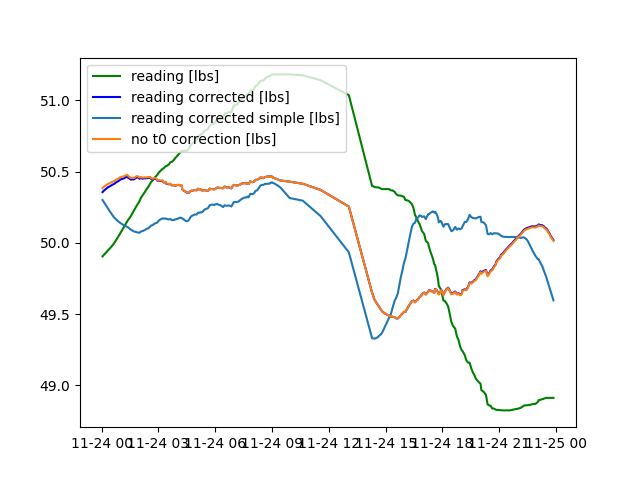 reading [lbs]
reading corrected [lbs]
reading corrected simple [lbs]
no t0 correction [lbs]
51.0
50.5
50.0
49.5
49.0
11-24 00 11-24 03 11-24 06 11-24 09 11-24 12 11-24 15 11-24 18 11-24 21 11-25 00